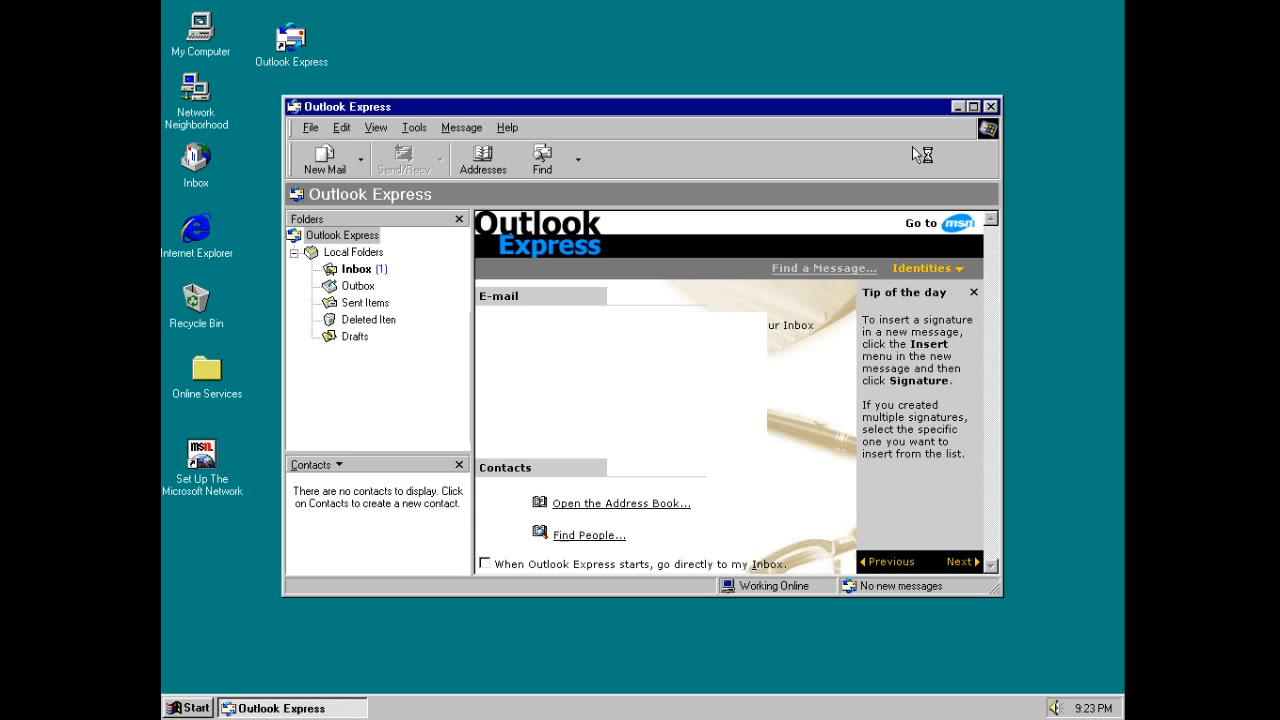 My Computer
Outlook Express
Network
Neighborhood
Inbox
Internet Explorer
Recycle Bin
Online Services
msn.
Set Up The
Microsoft Network
Outlook Express
File Edit View Tools Message Help
New Mail Send/Recv Addresses Find
Outlook Express
Folders
Outlook Express
Local Folders
Inbox (1)
Outbox
Sent Items
Deleted Iten
Drafts
Contacts
There are no contacts to display. Click
on Contacts to create a new contact.
Outlook
Express
Go to msn
Find a Message... Identities
E-mail
ur Inbox
Contacts
Open the Address Book...
Find People...
When Outlook Express starts, go directly to my Inbox.
Tip of the day
To insert a signature
in a new message,
click the Insert
menu in the new
message and then
click Signature.
If you created
multiple signatures,
select the specific
one you want to
insert from the list.
Previous Next
Working Online No new messages
Start Outlook Express 9:23 PM